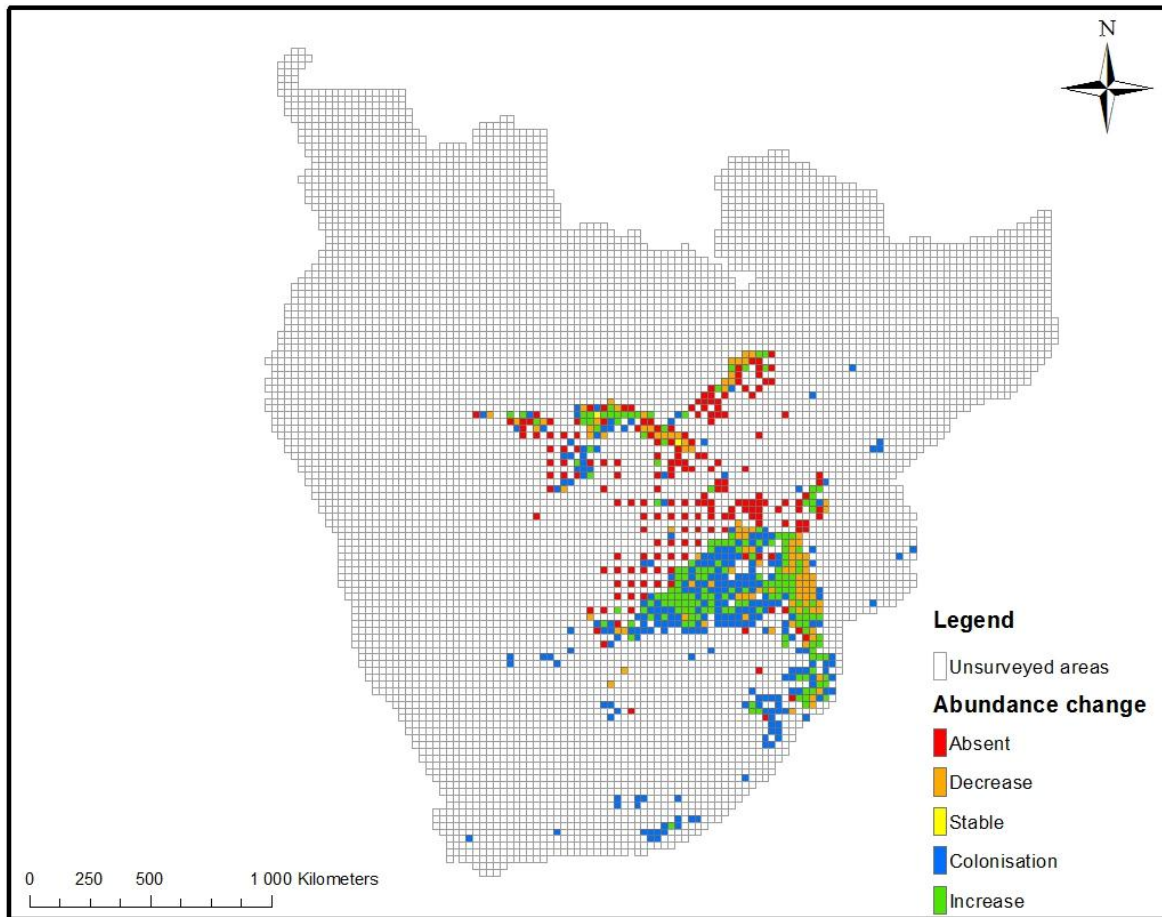 N
Legend
Unsurveyed areas
Abundance change
Absent
Decrease
Stable
Colonisation
Increase
0 250 500 1 000 Kilometers